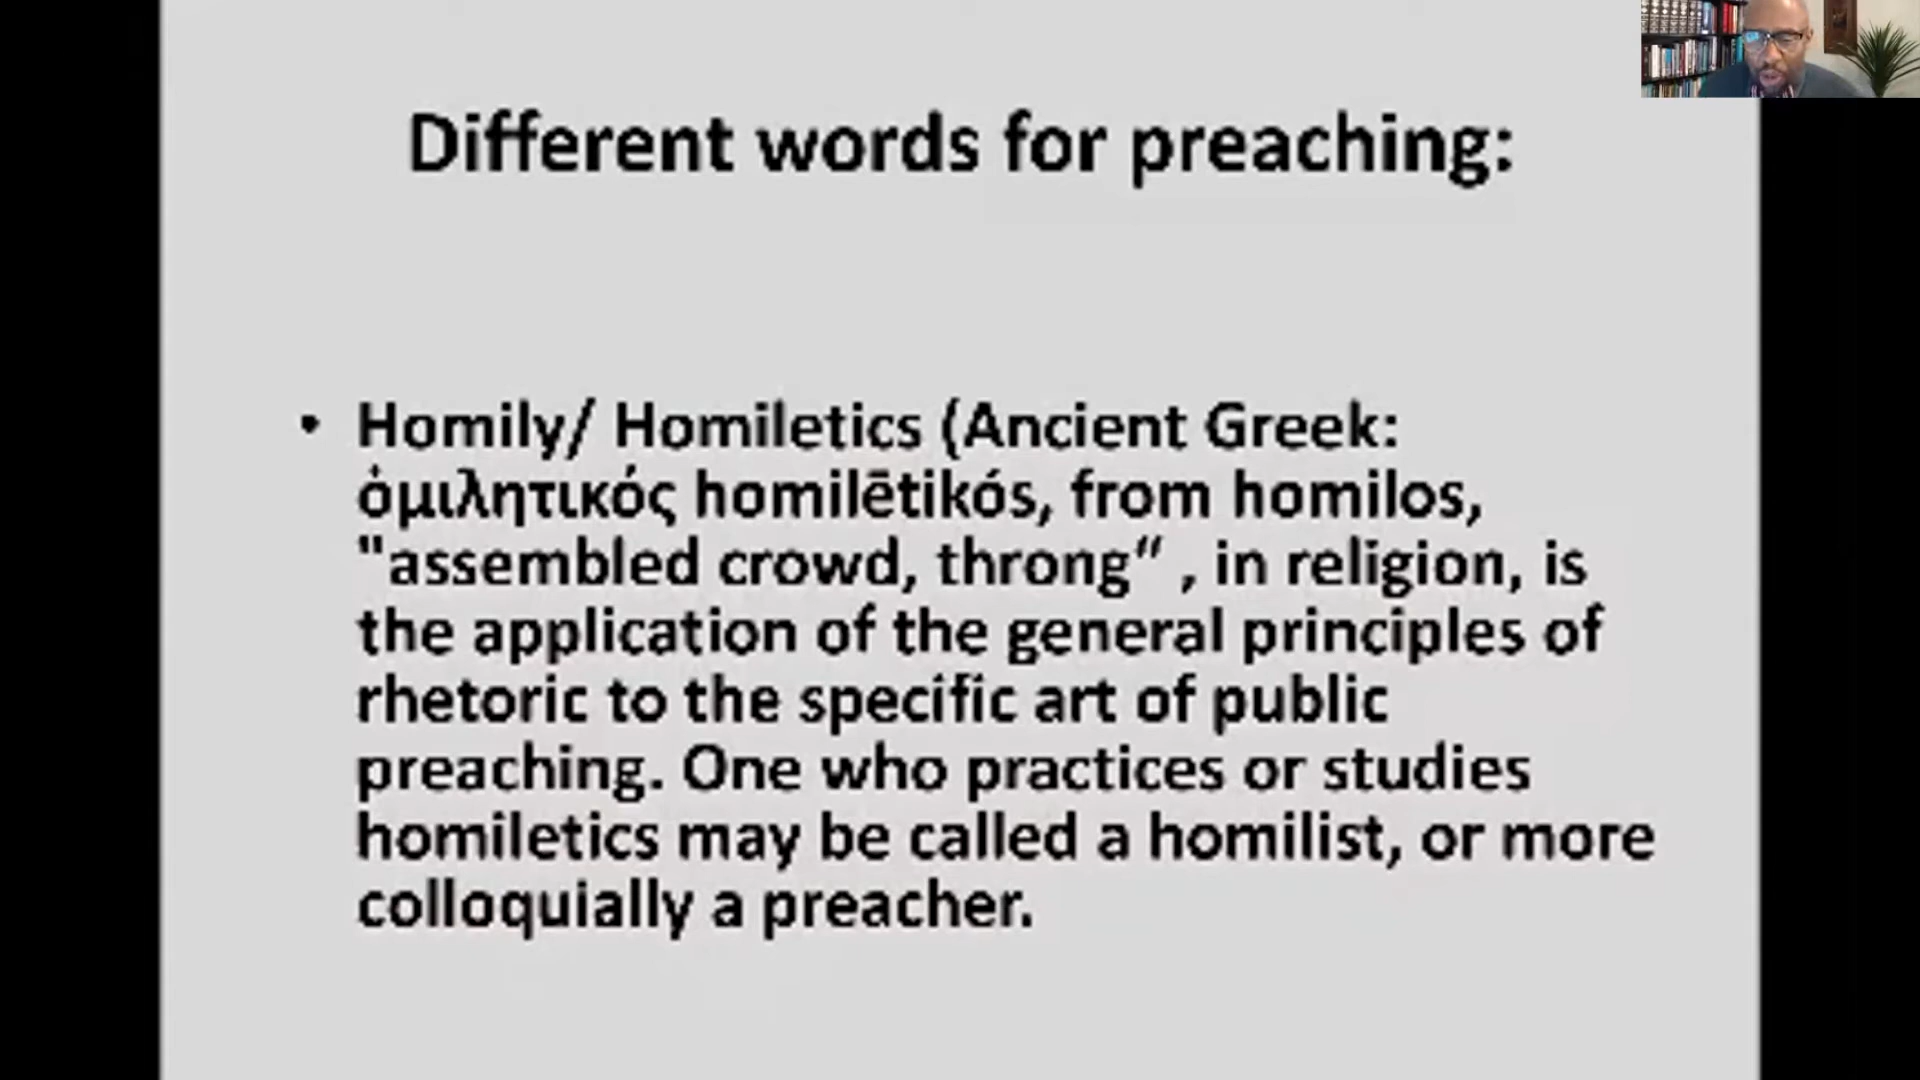 Different words for preaching:
• Homily/ Homiletics (Ancient Greek:
ὁμιλητικός homilētikós, from homilos,
"assembled crowd, throng“ , in religion, is
the application of the general principles of
rhetoric to the specific art of public
preaching. One who practices or studies
homiletics may be called a homilist, or more
colloquially a preacher.